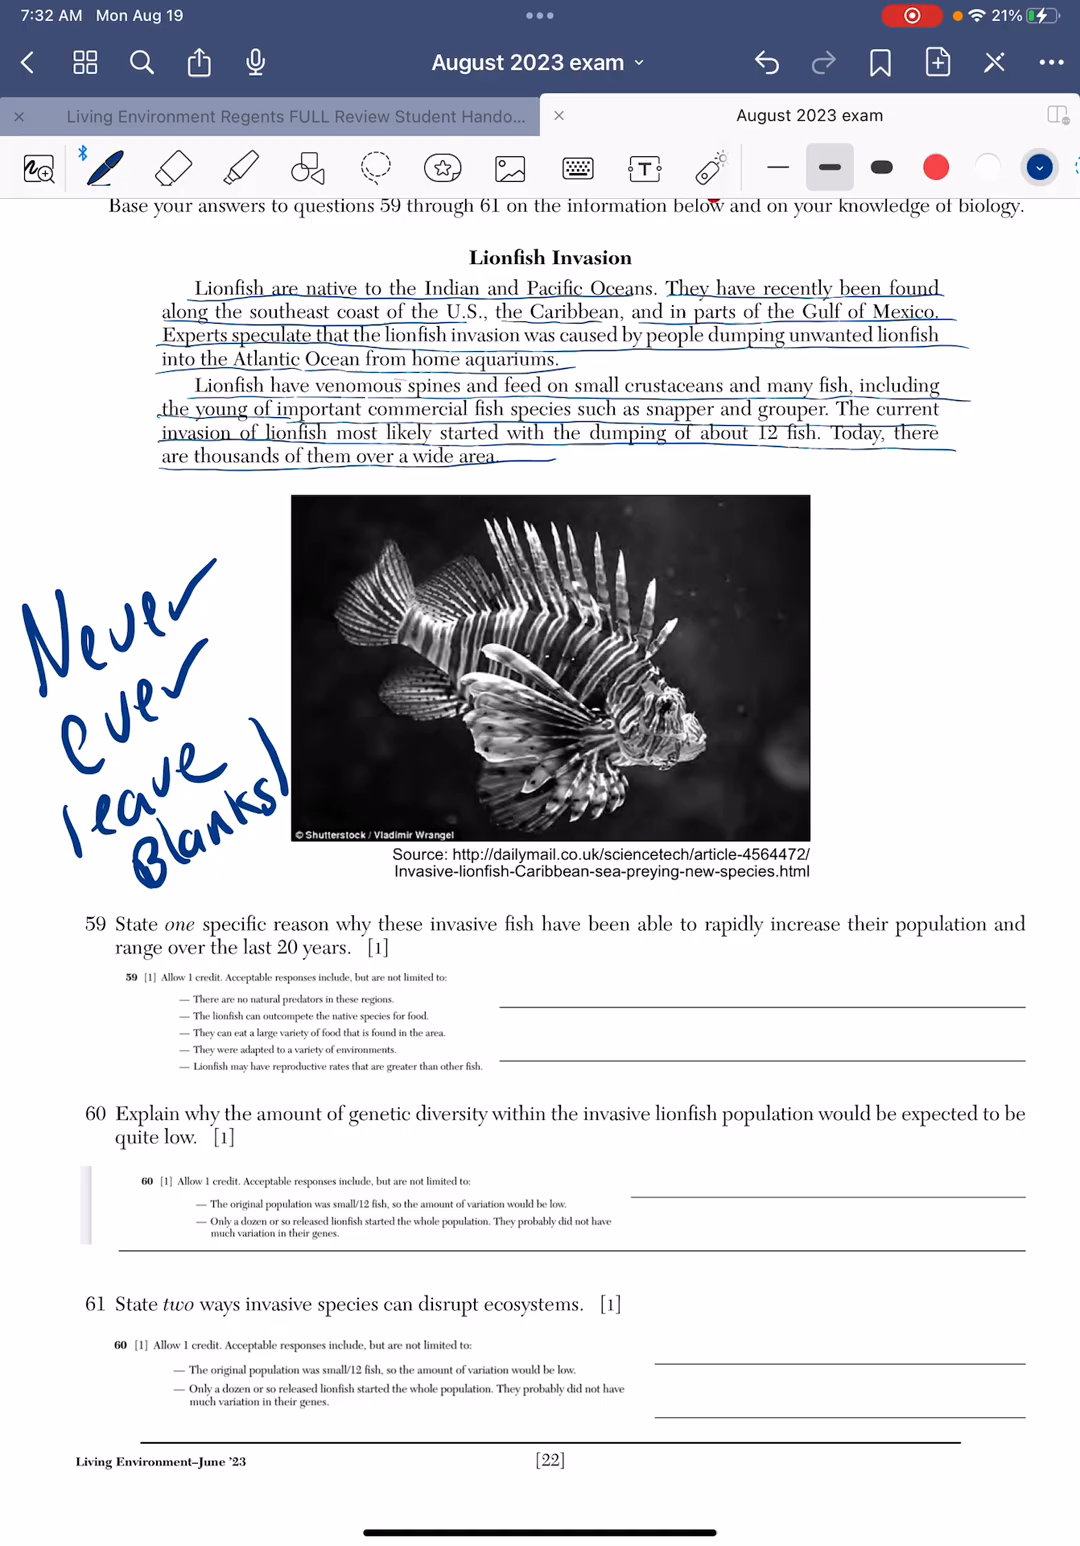 7:32 AM Mon Aug 19
21%
August 2023 exam
Living Environment Regents FULL Review Student Hando...
August 2023 exam
Base your answers to questions 59 through 61 on the information below and on your knowledge of biology.
Lionfish Invasion
Lionfish are native to the Indian and Pacific Oceans. They have recently been found
along the southeast coast of the U.S., the Caribbean, and in parts of the Gulf of Mexico.
Experts speculate that the lionfish invasion was caused by people dumping unwanted lionfish
into the Atlantic Ocean from home aquariums.
Lionfish have venomous spines and feed on small crustaceans and many fish, including
the young of important commercial fish species such as snapper and grouper. The current
invasion of lionfish most likely started with the dumping of about 12 fish. Today, there
are thousands of them over a wide area.
Never
ever
leave
Blanks!
© Shutterstock / Vladimir Wrangel
Source: http://dailymail.co.uk/sciencetech/article-4564472/
Invasive-lionfish-Caribbean-sea-preying-new-species.html
59 State one specific reason why these invasive fish have been able to rapidly increase their population and
range over the last 20 years. [1]
59 [1] Allow 1 credit. Acceptable responses include, but are not limited to:
— There are no natural predators in these regions.
— The lionfish can outcompete the native species for food.
— They can eat a large variety of food that is found in the area.
— They were adapted to a variety of environments.
— Lionfish may have reproductive rates that are greater than other fish.
60 Explain why the amount of genetic diversity within the invasive lionfish population would be expected to be
quite low. [1]
60 [1] Allow 1 credit. Acceptable responses include, but are not limited to:
— The original population was small/12 fish, so the amount of variation would be low.
— Only a dozen or so released lionfish started the whole population. They probably did not have
much variation in their genes.
61 State two ways invasive species can disrupt ecosystems. [1]
60 [1] Allow 1 credit. Acceptable responses include, but are not limited to:
— The original population was small/12 fish, so the amount of variation would be low.
— Only a dozen or so released lionfish started the whole population. They probably did not have
much variation in their genes.
Living Environment–June '23
[22]